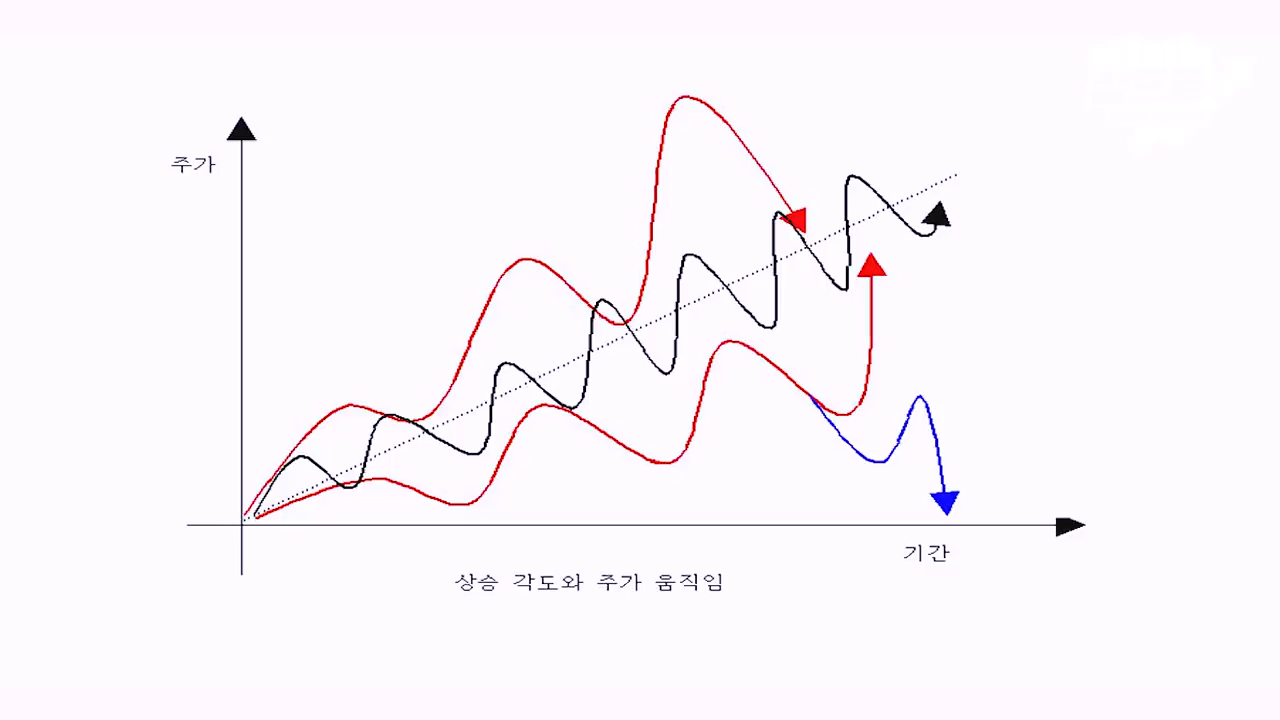 주가
기간
상승 각도와 주가 움직임